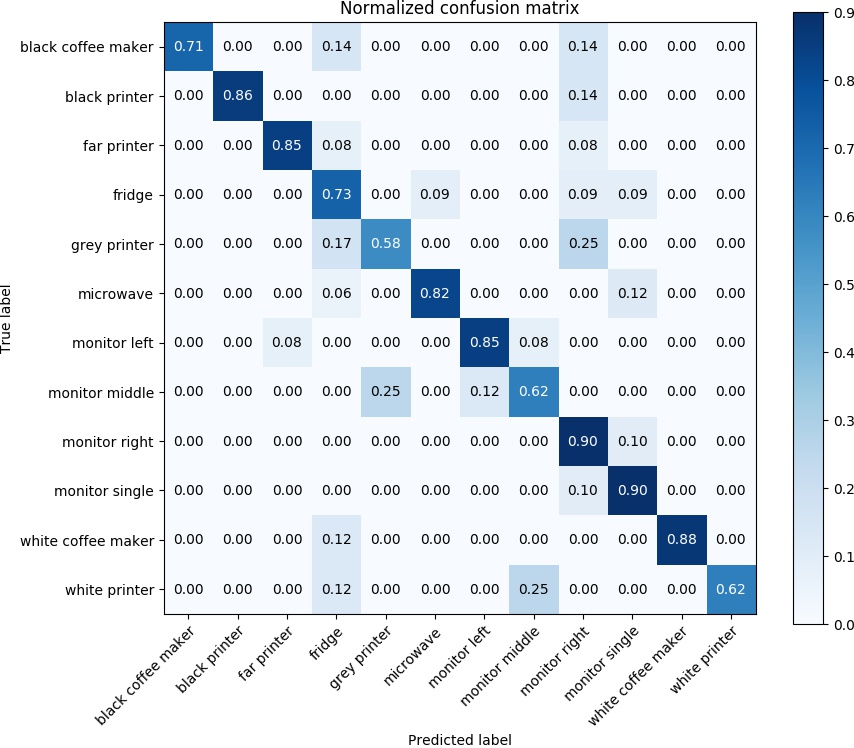 Normalized confusion matrix
True label
black coffee maker 0.71 0.00 0.00 0.14 0.00 0.00 0.00 0.00 0.14 0.00 0.00 0.00
black printer 0.00 0.86 0.00 0.00 0.00 0.00 0.00 0.00 0.14 0.00 0.00 0.00
far printer 0.00 0.00 0.85 0.08 0.00 0.00 0.00 0.00 0.08 0.00 0.00 0.00
fridge 0.00 0.00 0.00 0.73 0.00 0.09 0.00 0.00 0.09 0.09 0.00 0.00
grey printer 0.00 0.00 0.00 0.17 0.58 0.00 0.00 0.00 0.25 0.00 0.00 0.00
microwave 0.00 0.00 0.00 0.06 0.00 0.82 0.00 0.00 0.00 0.12 0.00 0.00
monitor left 0.00 0.00 0.08 0.00 0.00 0.00 0.85 0.08 0.00 0.00 0.00 0.00
monitor middle 0.00 0.00 0.00 0.00 0.25 0.00 0.12 0.62 0.00 0.00 0.00 0.00
monitor right 0.00 0.00 0.00 0.00 0.00 0.00 0.00 0.00 0.90 0.10 0.00 0.00
monitor single 0.00 0.00 0.00 0.00 0.00 0.00 0.00 0.00 0.10 0.90 0.00 0.00
white coffee maker 0.00 0.00 0.00 0.12 0.00 0.00 0.00 0.00 0.00 0.00 0.88 0.00
white printer 0.00 0.00 0.00 0.12 0.00 0.00 0.00 0.25 0.00 0.00 0.00 0.62
black coffee maker
black printer
far printer
fridge
grey printer
microwave
monitor left
monitor middle
monitor right
monitor single
white coffee maker
white printer
Predicted label
0.9
0.8
0.7
0.6
0.5
0.4
0.3
0.2
0.1
0.0